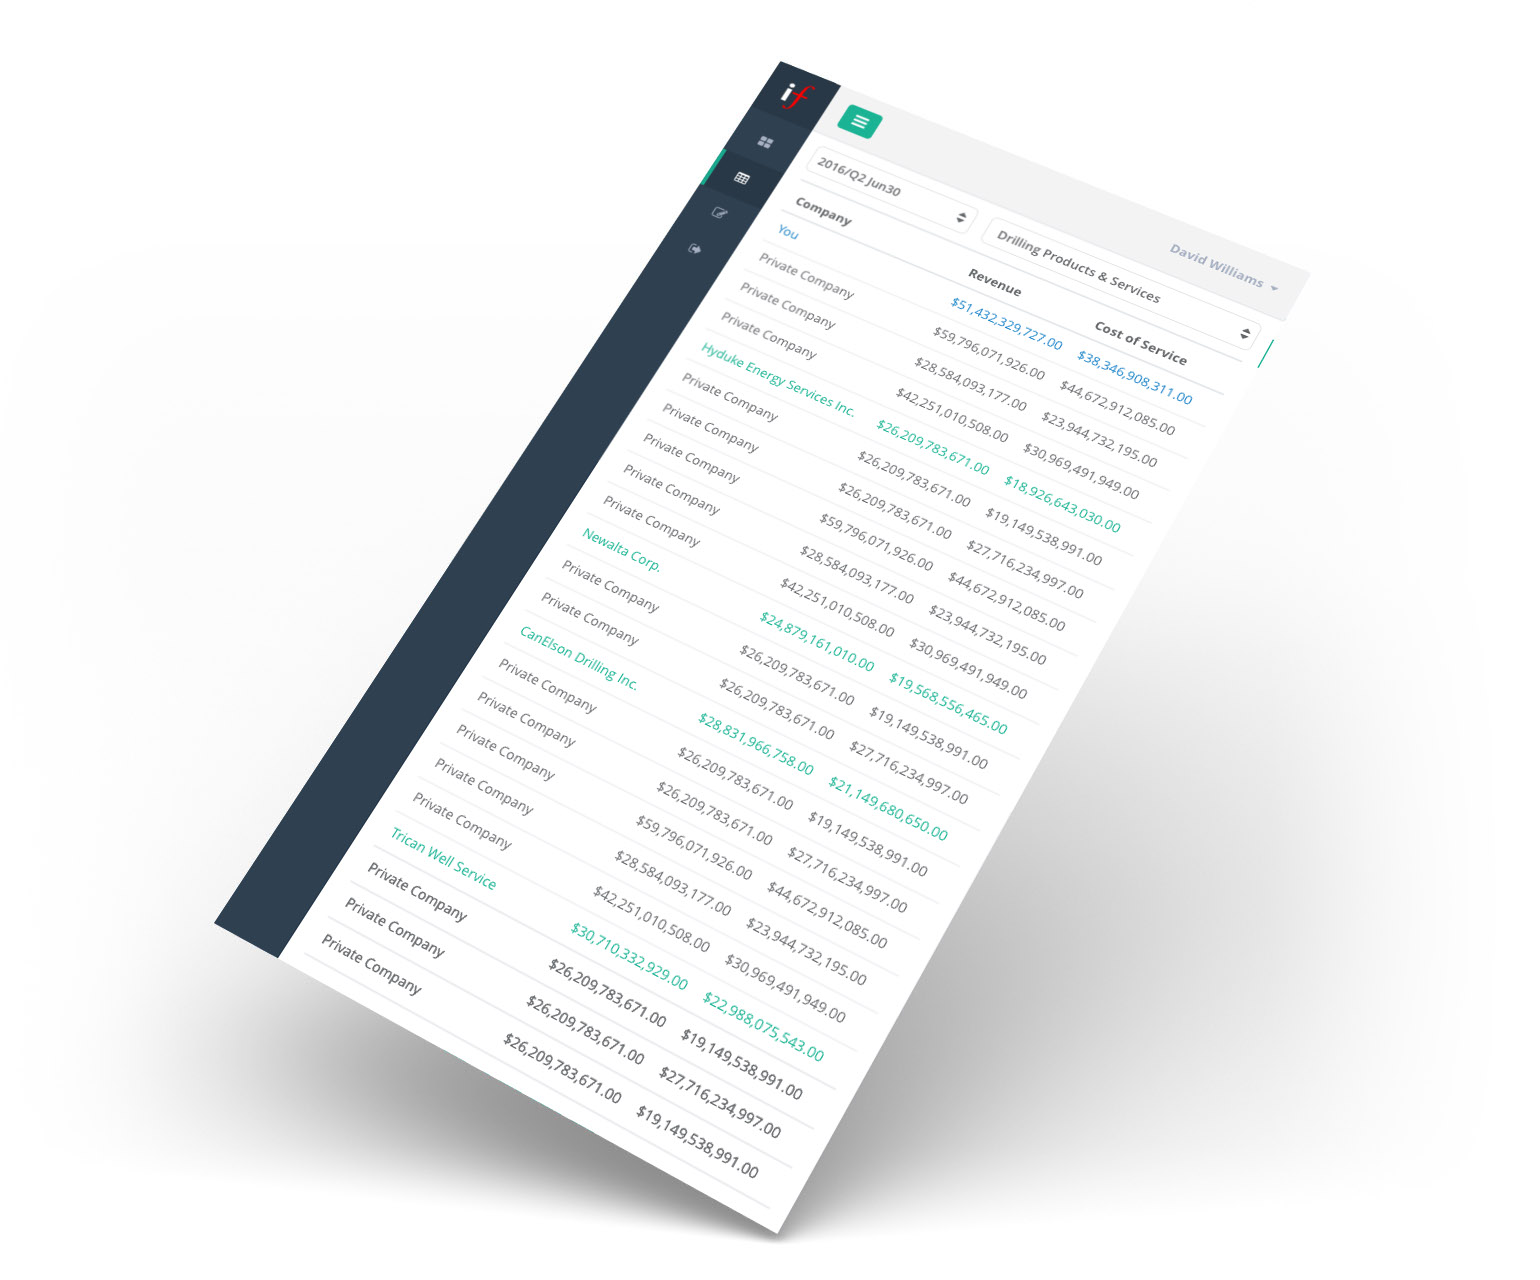 if
David Williams
2016/Q2 Jun30
Drilling Products & Services
Company Revenue Cost of Service
You $51,432,329,727.00 $38,346,908,311.00
Private Company $59,796,071,926.00 $44,672,912,085.00
Private Company $28,584,093,177.00 $23,944,732,195.00
Private Company $42,251,010,508.00 $30,969,491,949.00
Hyduke Energy Services Inc. $26,209,783,671.00 $18,926,643,030.00
Private Company $26,209,783,671.00 $19,149,538,991.00
Private Company $26,209,783,671.00 $27,716,234,997.00
Private Company $59,796,071,926.00 $44,672,912,085.00
Private Company $28,584,093,177.00 $23,944,732,195.00
Private Company $42,251,010,508.00 $30,969,491,949.00
Newalta Corp. $24,879,161,010.00 $19,568,556,465.00
Private Company $26,209,783,671.00 $19,149,538,991.00
Private Company $26,209,783,671.00 $27,716,234,997.00
CanElson Drilling Inc. $28,831,966,758.00 $21,149,680,650.00
Private Company $26,209,783,671.00 $19,149,538,991.00
Private Company $26,209,783,671.00 $27,716,234,997.00
Private Company $59,796,071,926.00 $44,672,912,085.00
Private Company $28,584,093,177.00 $23,944,732,195.00
Private Company $42,251,010,508.00 $30,969,491,949.00
Trican Well Service $30,710,332,929.00 $22,988,075,543.00
Private Company $26,209,783,671.00 $19,149,538,991.00
Private Company $26,209,783,671.00 $27,716,234,997.00
Private Company $26,209,783,671.00 $19,149,538,991.00